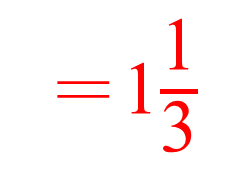 = 1 1/3